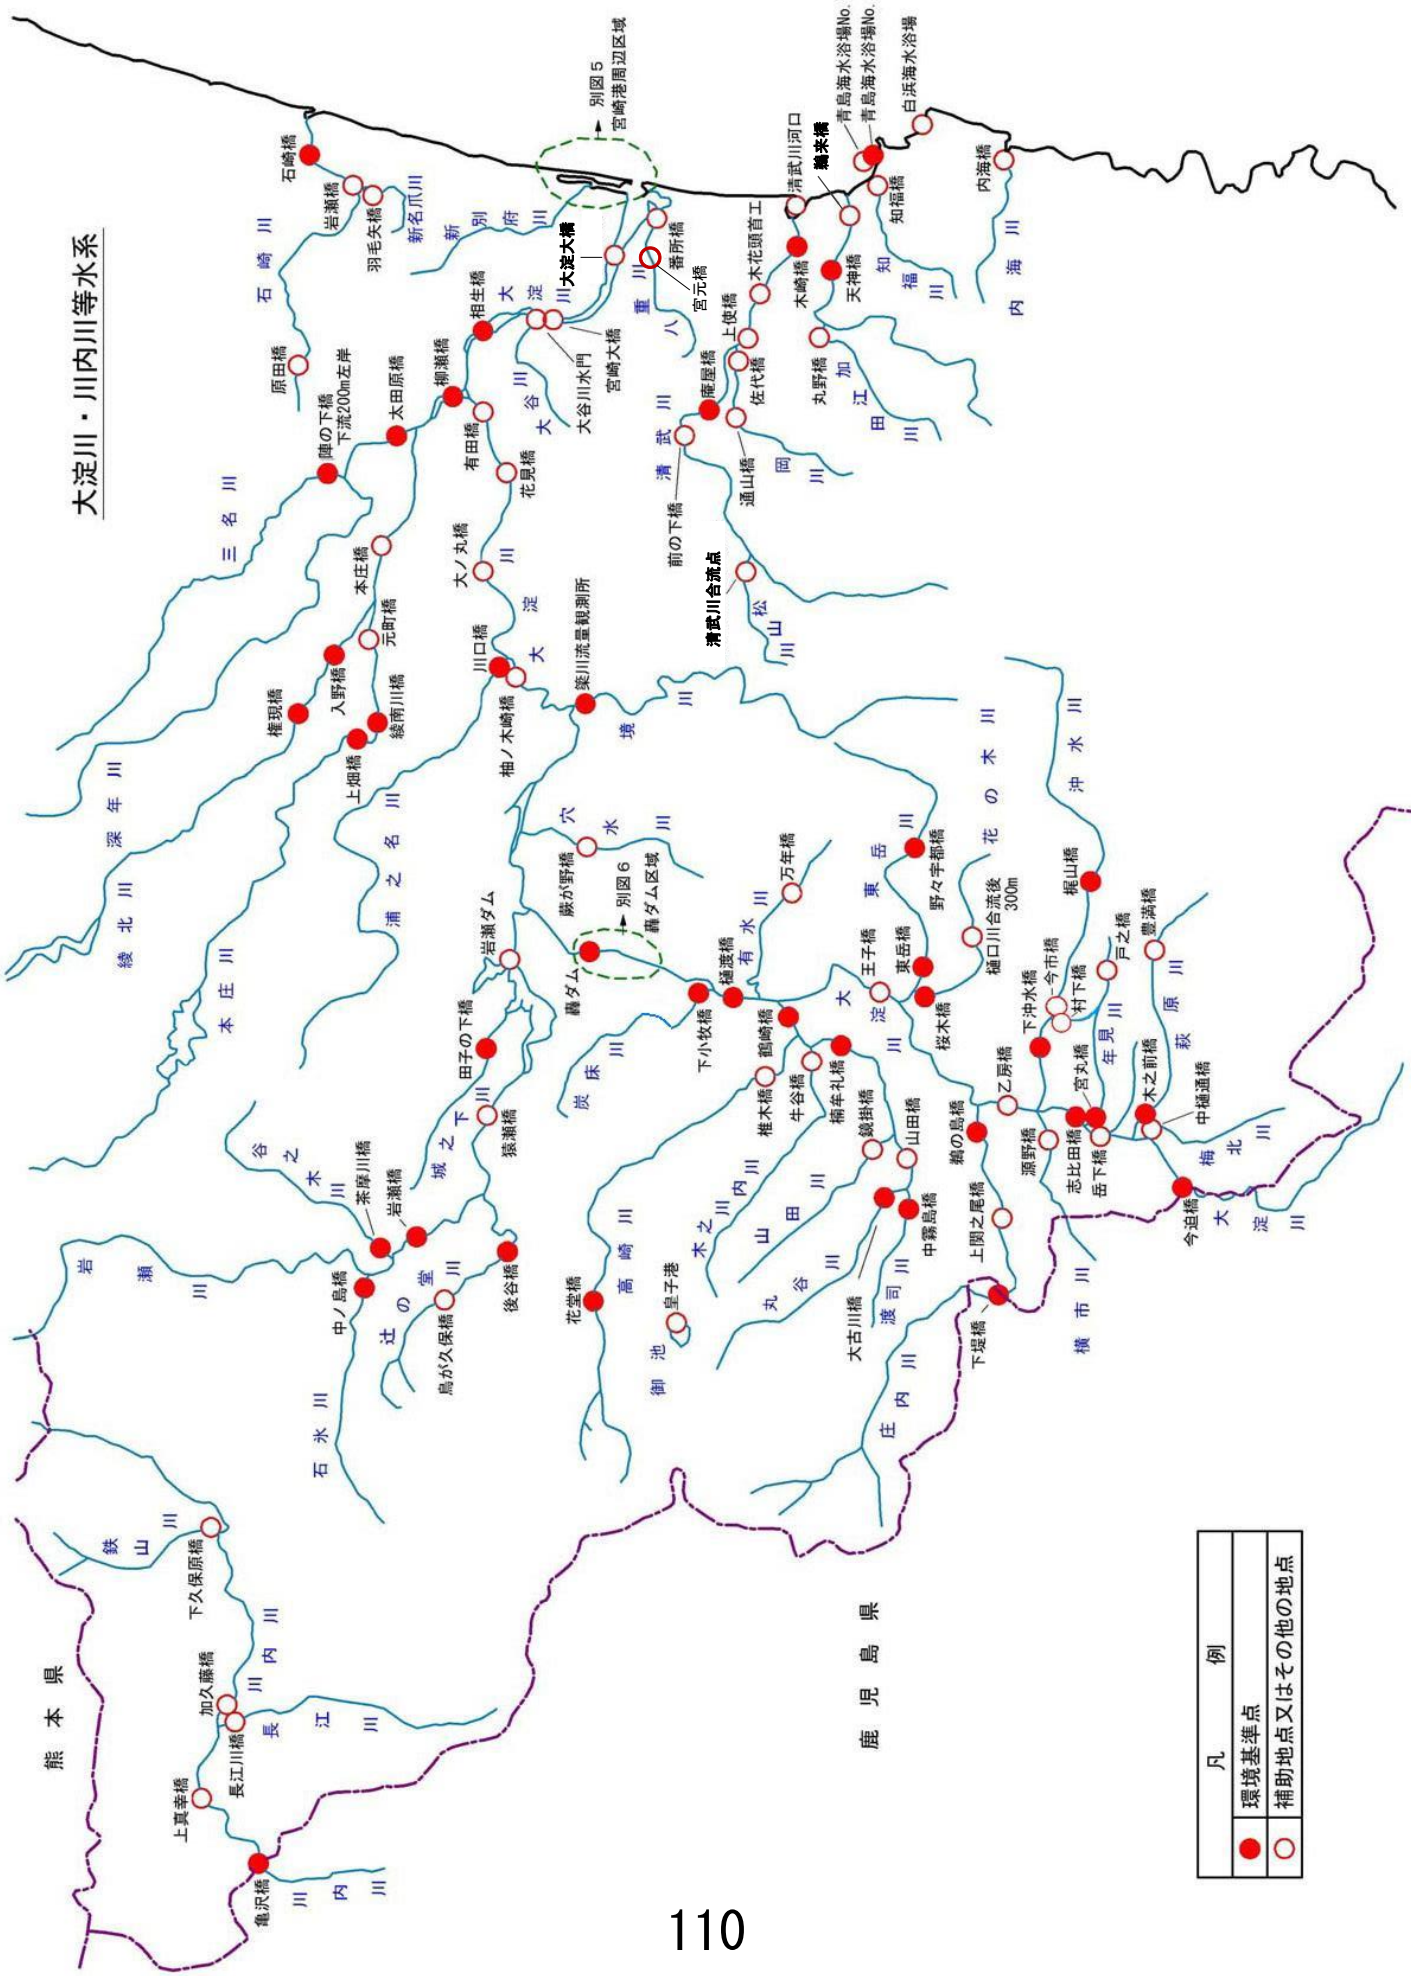 大淀川・川内川等水系
石崎橋
岩瀬橋
羽毛矢橋
新名爪川
石崎川
原田橋
新別府川
別図5
宮崎港周辺区域
大淀大橋
番所橋
宮元橋
八重川
相生橋
大淀川
宮崎大橋
大谷川水門
大谷川
柳瀬橋
有田橋
花見橋
太田原橋
陣の下橋
下流200m左岸
三名川
本庄橋
元町橋
入野橋
権現橋
綾南川橋
上畑橋
深年川
綾北川
本庄川
大ノ丸橋
大淀川
川口橋
柚ノ木崎橋
浦之名川
築川流量観測所
境川
清武川河口
鵜来橋
青島海水浴場No.
青島海水浴場No.
白浜海水浴場
内海橋
内海川
知福橋
知福川
木崎橋
天神橋
丸野橋
加江田川
木花頭首工
上使橋
佐代橋
庵屋橋
通山橋
岡川
清武川
前の下橋
清武川合流点
松山川
穴水川
蕨が野橋
別図6
轟ダム区域
轟ダム
岩瀬ダム
田子の下橋
城之下川
猿瀬橋
谷之木川
茶摩川橋
岩瀬橋
岩瀬川
中ノ島橋
石氷川
辻の堂川
鳥が久保橋
後谷橋
炭床川
下小牧橋
樋渡橋
有水川
万年橋
鶴崎橋
椎木橋
牛谷橋
楠牟礼橋
高崎川
花堂橋
木之川内川
山田川
鏡掛橋
山田橋
丸谷川
大古川橋
中霧島橋
渡司川
御池
皇子港
大淀川
王子橋
東岳橋
東岳川
野々宇都橋
桜木橋
樋口川合流後
300m
花の木川
沖水川
梶山橋
今市橋
村下橋
下沖水橋
戸之橋
豊満橋
年見川
宮丸橋
萩原川
木之前橋
中樋通橋
梅北川
乙房橋
源野橋
志比田橋
岳下橋
今迫橋
大淀川
鵜の島橋
上関之尾橋
下堤橋
庄内川
横市川
熊本県
鹿児島県
鉄山川
下久保原橋
川内川
加久藤橋
長江川橋
長江川
上真幸橋
亀沢橋
川内川
凡例
環境基準点
補助地点又はその他の地点
110